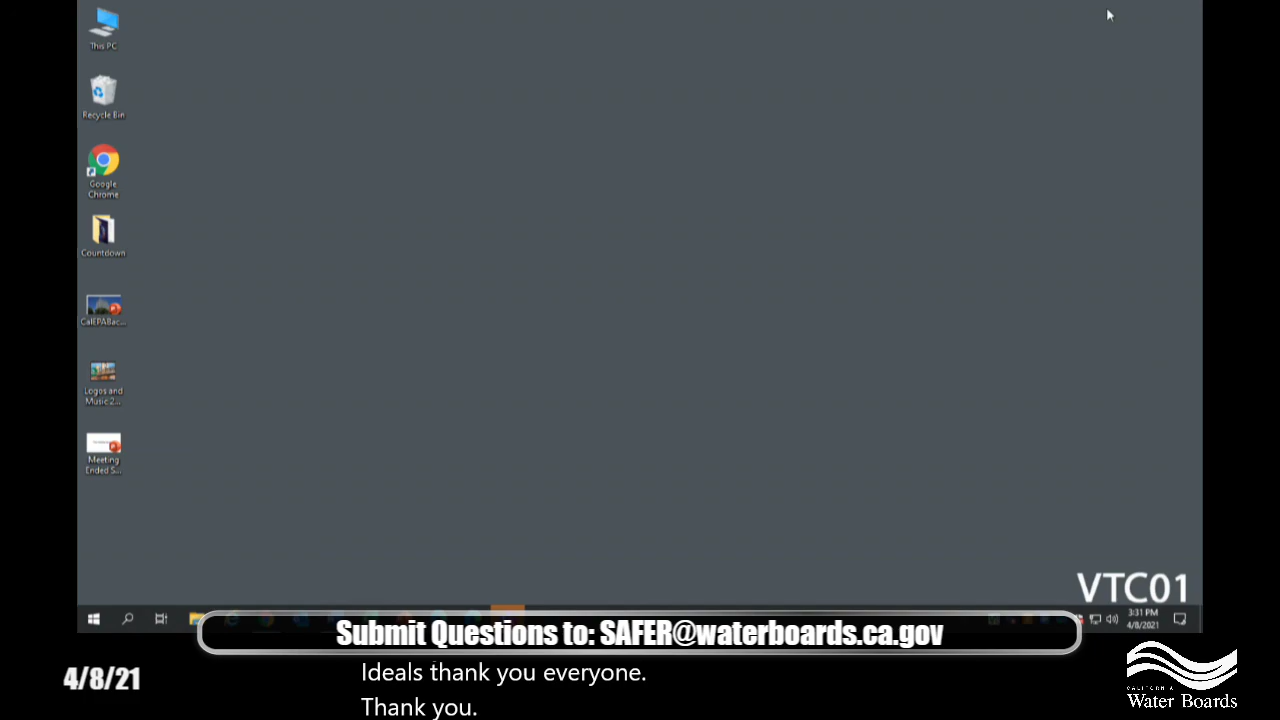 This PC
Recycle Bin
Google
Chrome
Countdown
CalEPABac...
Logos and
Music 2...
Meeting
Ended S...
VTC01
3:31 PM
4/8/2021
Submit Questions to: SAFER@waterboards.ca.gov
4/8/21
Ideals thank you everyone.
Thank you.
CALIFORNIA
Water Boards